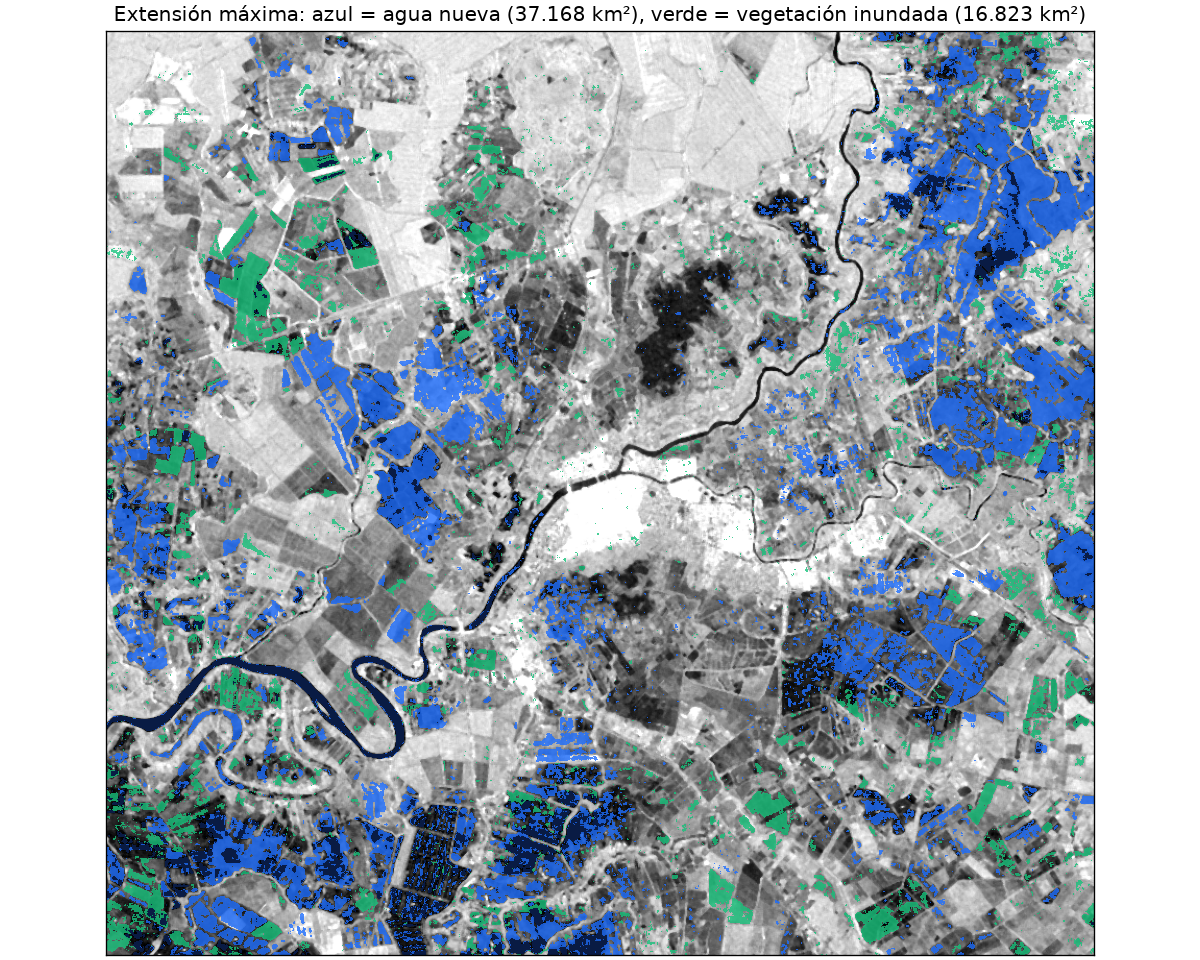 Extensión máxima: azul = agua nueva (37.168 km²), verde = vegetación inundada (16.823 km²)